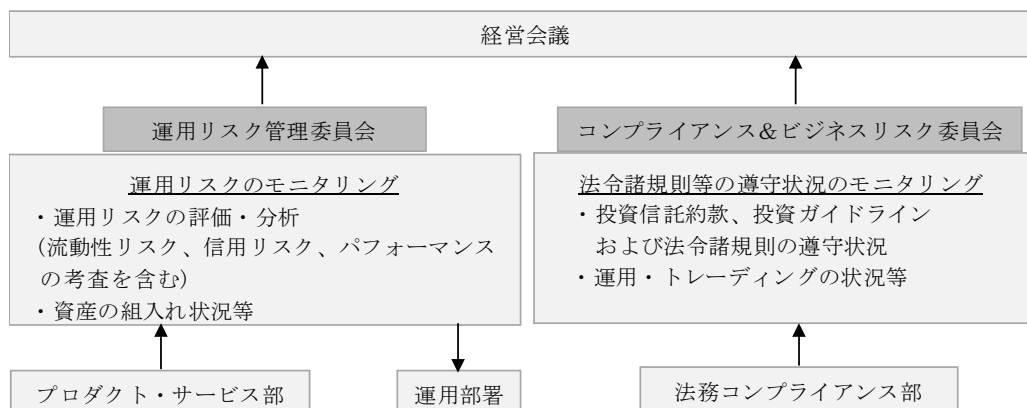 経営会議
運用リスク管理委員会
運用リスクのモニタリング
・運用リスクの評価・分析
(流動性リスク、信用リスク、パフォーマンス
の考査を含む)
・資産の組入れ状況等
コンプライアンス&ビジネスリスク委員会
法令諸規則等の遵守状況のモニタリング
・投資信託約款、投資ガイドライン
および法令諸規則の遵守状況
・運用・トレーディングの状況等
プロダクト・サービス部
運用部署
法務コンプライアンス部